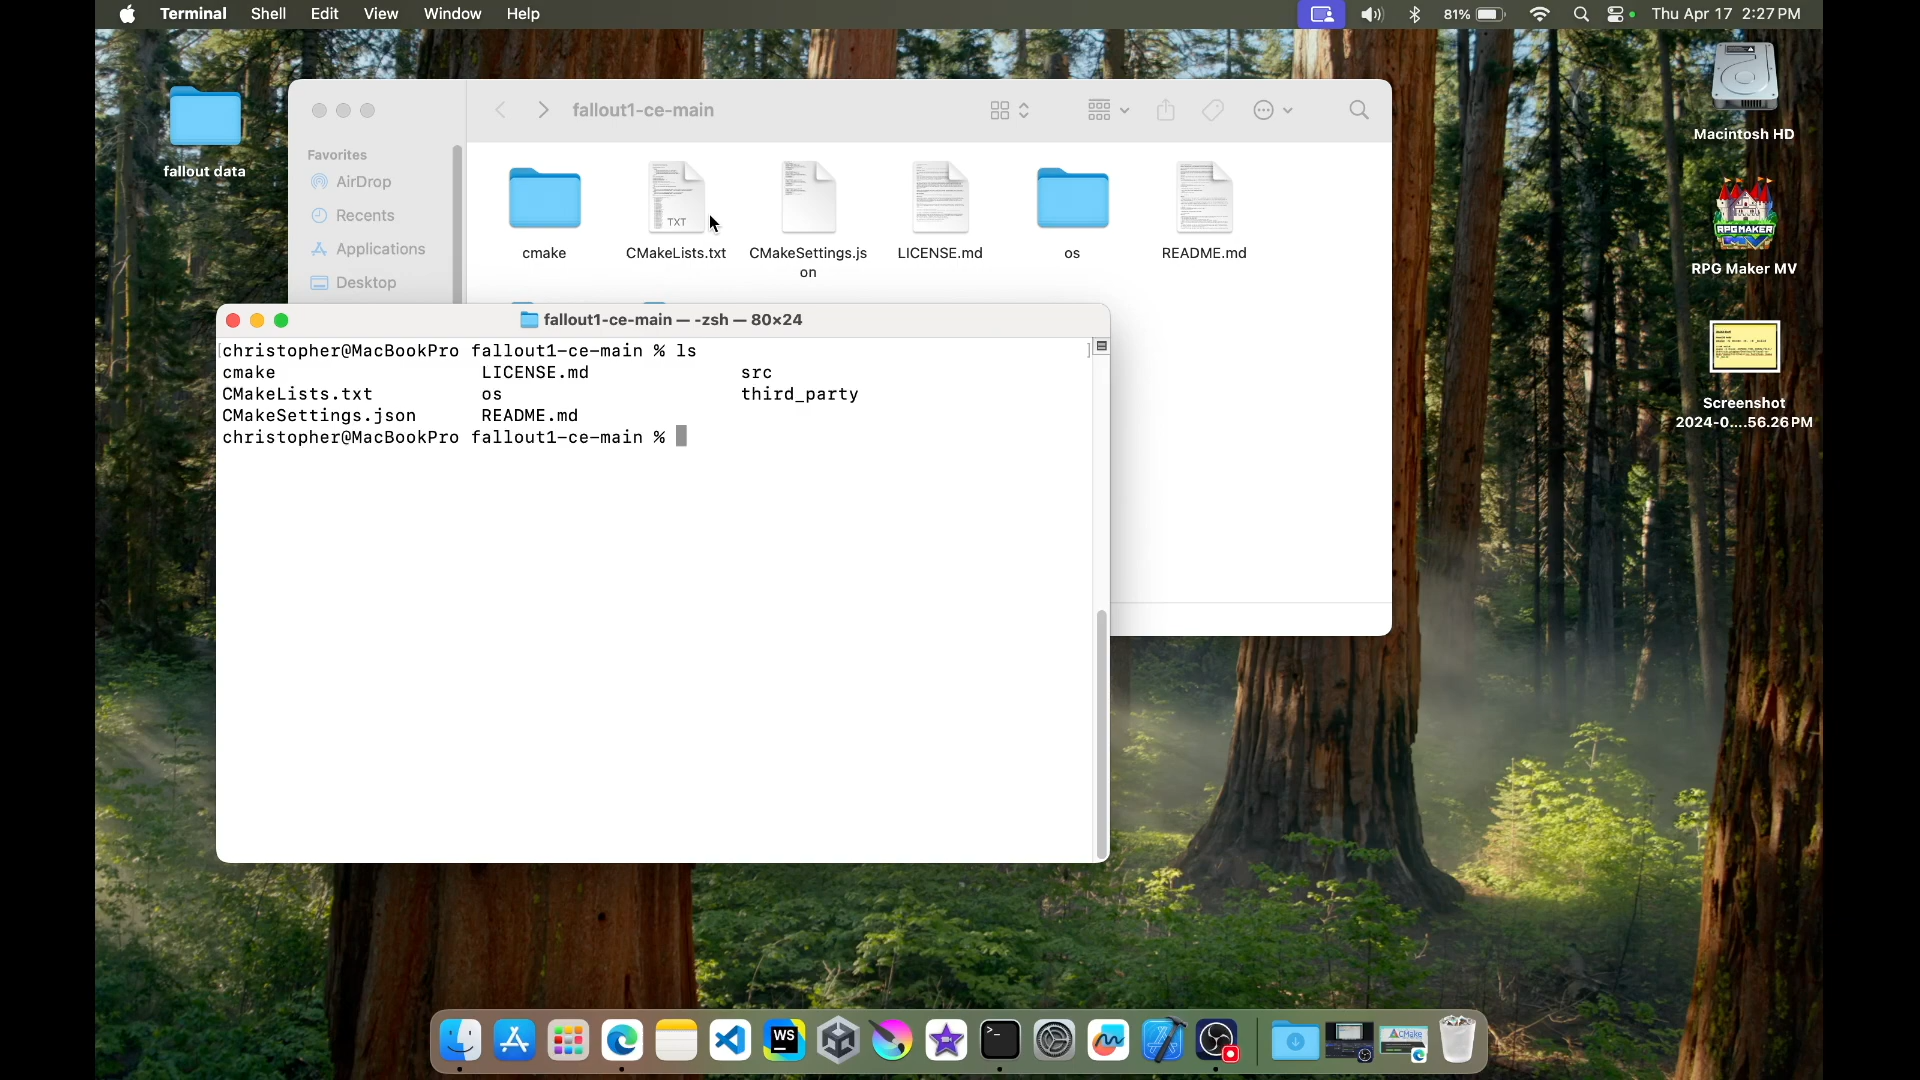 Terminal Shell Edit View Window Help 81% Thu Apr 17 2:27 PM
fallout data
fallout1-ce-main
Favorites
AirDrop
Recents
Applications
Desktop
TXT
cmake CMakeLists.txt CMakeSettings.js LICENSE.md os README.md
on
Macintosh HD
RPG MAKER
MV
RPG Maker MV
Screenshot
2024-0....56.26 PM
fallout1-ce-main — -zsh — 80×24
[christopher@MacBookPro fallout1-ce-main % ls ]
cmake LICENSE.md src
CMakeLists.txt os third_party
CMakeSettings.json README.md
christopher@MacBookPro fallout1-ce-main %
WS
>_
CMake